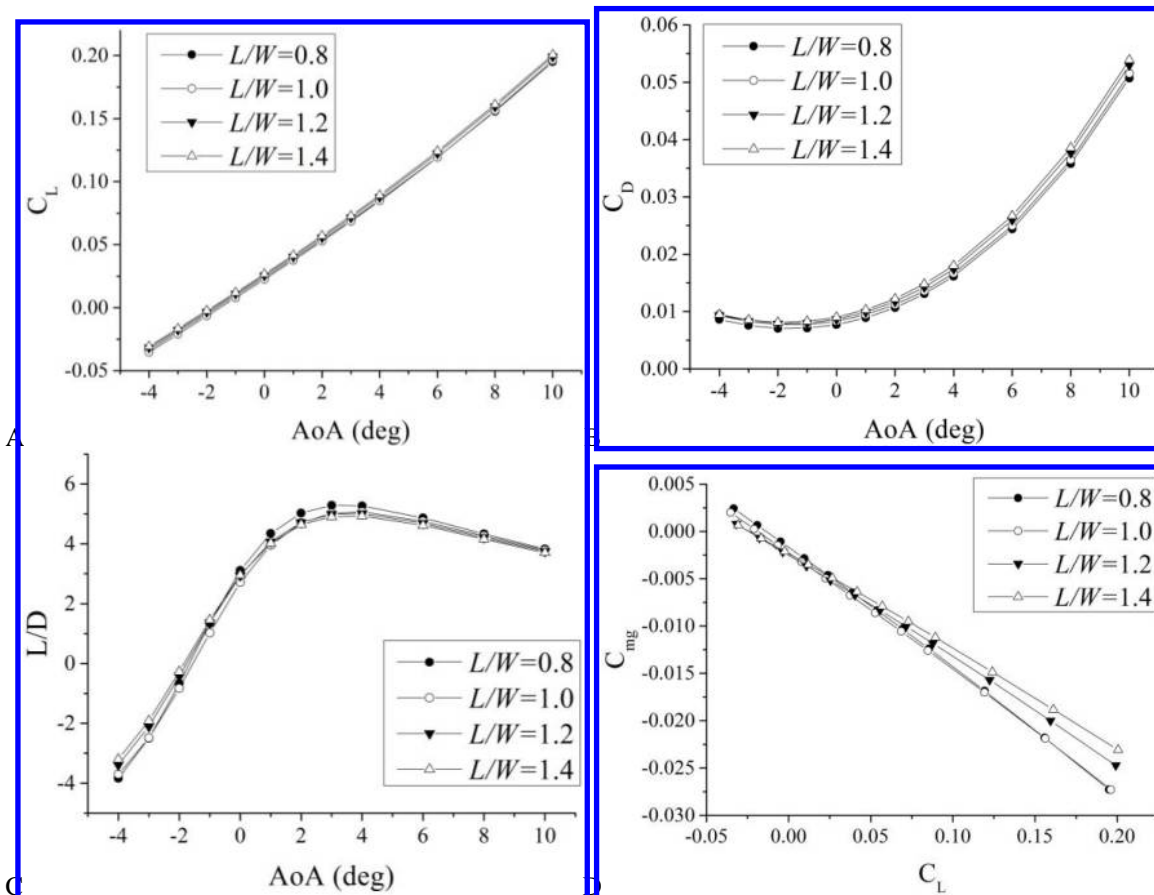 0.20
0.15
0.10
0.05
0.00
-0.05
C_L
L/W=0.8
L/W=1.0
L/W=1.2
L/W=1.4
-4 -2 0 2 4 6 8 10
AoA (deg)
A
0.06
0.05
0.04
0.03
0.02
0.01
0.00
C_D
L/W=0.8
L/W=1.0
L/W=1.2
L/W=1.4
-4 -2 0 2 4 6 8 10
AoA (deg)
B
6
4
2
0
-2
-4
L/D
L/W=0.8
L/W=1.0
L/W=1.2
L/W=1.4
-4 -2 0 2 4 6 8 10
AoA (deg)
C
0.005
0.000
-0.005
-0.010
-0.015
-0.020
-0.025
-0.030
C_mg
L/W=0.8
L/W=1.0
L/W=1.2
L/W=1.4
-0.05 0.00 0.05 0.10 0.15 0.20
C_L
D